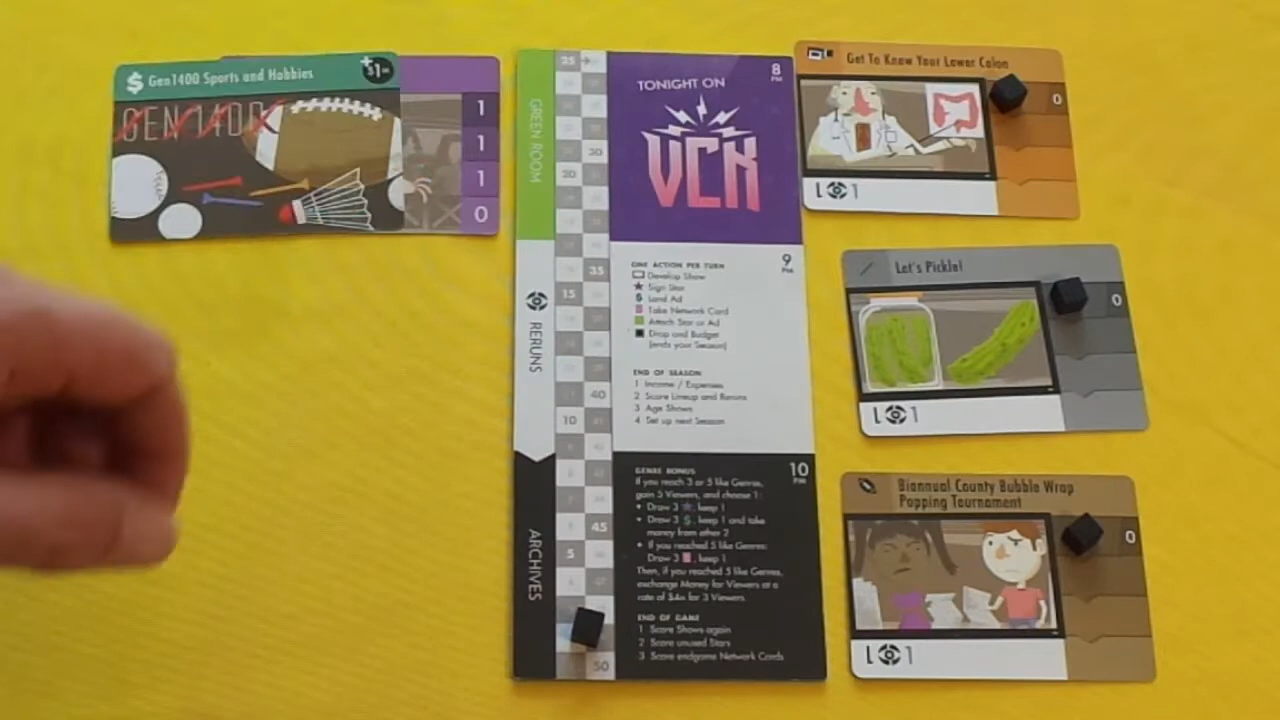 Gen1400 Sports and Hobbies
+$1M
GEN 1400
1
1
1
0
GREEN ROOM
RERUNS
ARCHIVES
25
30
20
35
15
40
10
45
5
50
8
PM
TONIGHT ON
VCK
9
PM
ONE ACTION PER TURN
Develop Show
Sign Star
Land Ad
Take Network Card
Attach Star or Ad
Drop and Budget
(ends your Season)
END OF SEASON
1 Income / Expenses
2 Score Lineup and Reruns
3 Age Shows
4 Set up next Season
10
PM
GENRE BONUS
If you reach 3 or 5 like Genres,
gain 5 Viewers, and choose 1:
• Draw 3 , keep 1
• Draw 3 $, keep 1 and take
money from other 2
• If you reached 5 like Genres:
Draw 3 , keep 1
Then, if you reached 5 like Genres,
exchange Money for Viewers at a
rate of $4M for 3 Viewers.
END OF GAME
1 Score Shows again
2 Score unused Stars
3 Score endgame Network Cards
Get To Know Your Lower Colon
0
L 1
Let's Pickle!
0
L 1
Biannual County Bubble Wrap
Popping Tournament
0
L 1